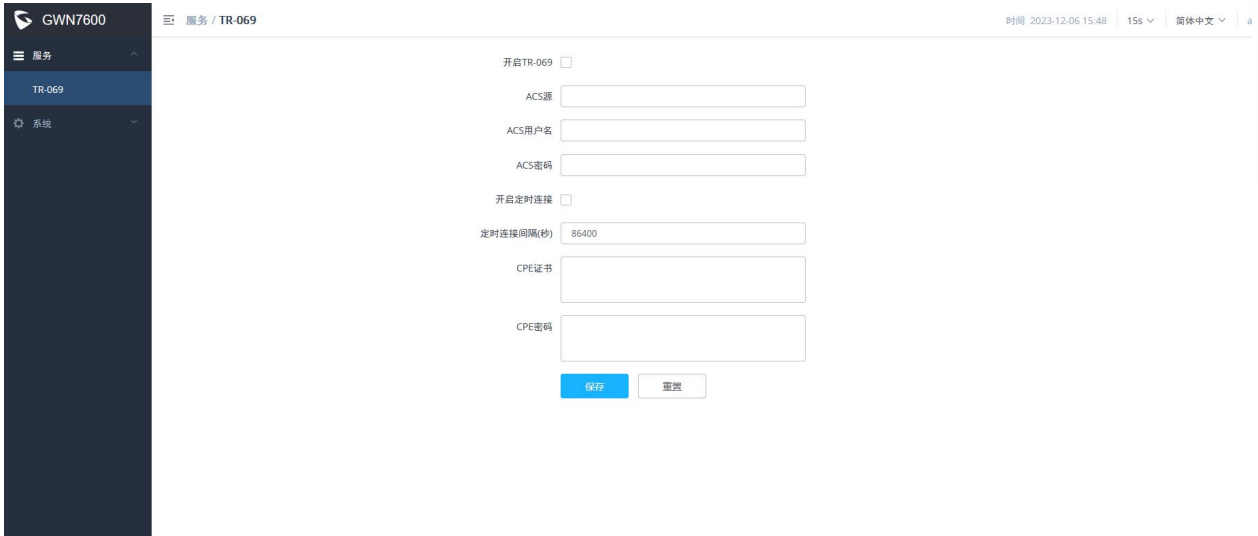 GWN7600
服务 / TR-069
时间 2023-12-06 15:48
15s
简体中文
a
服务
TR-069
系统
开启TR-069
ACS源
ACS用户名
ACS密码
开启定时连接
定时连接间隔(秒) 86400
CPE证书
CPE密码
保存 重置